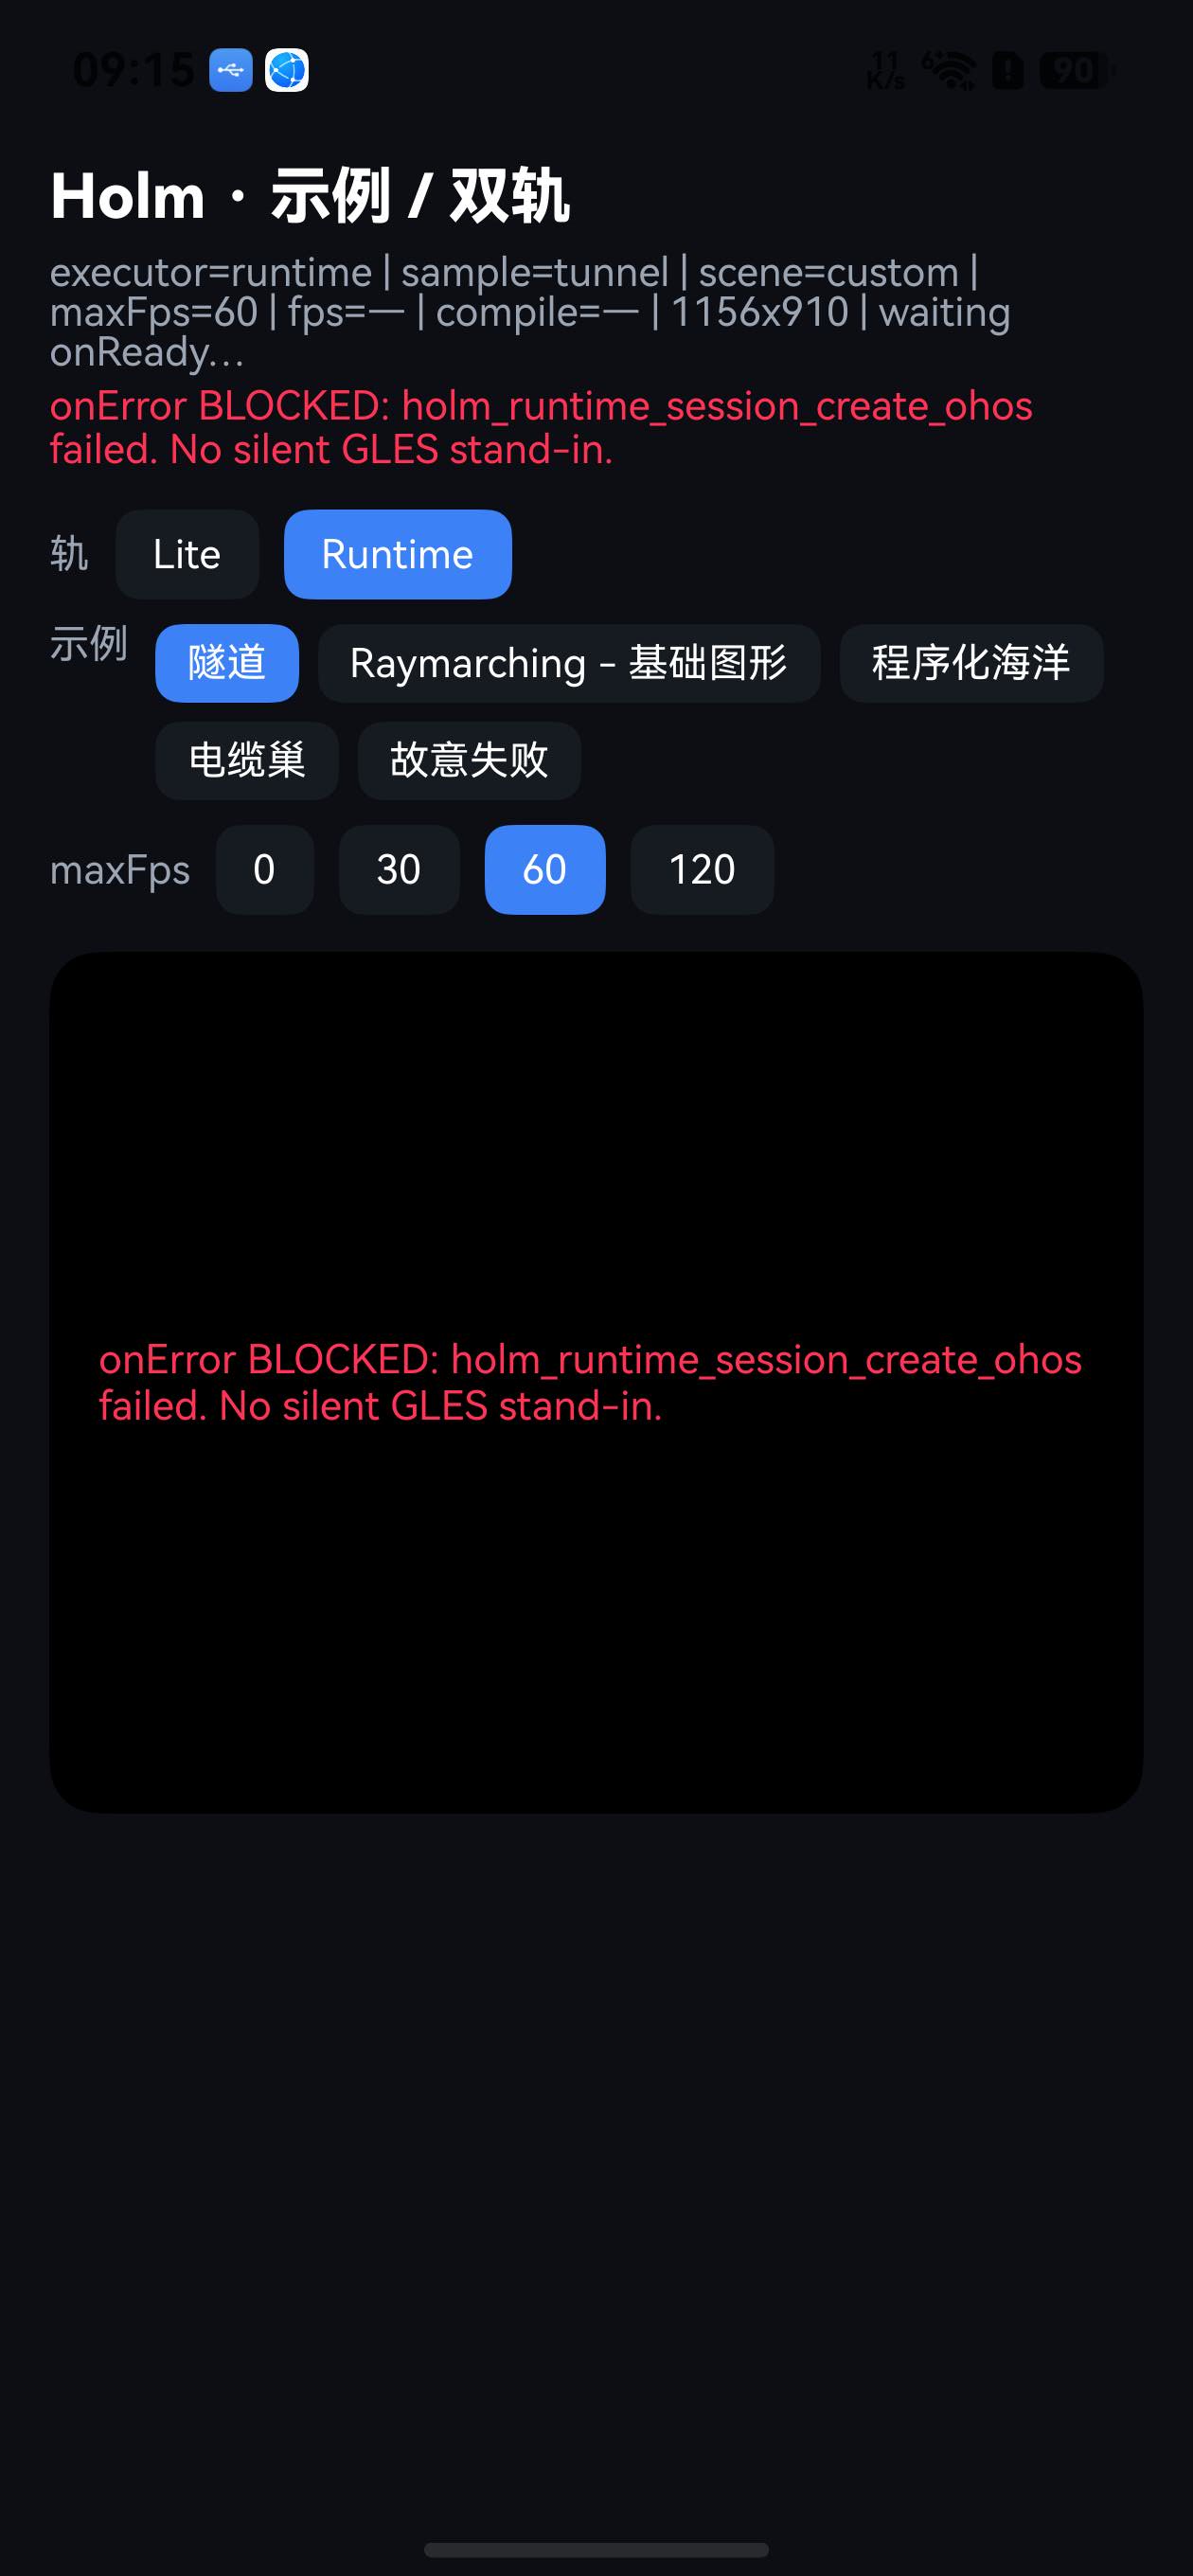 09:15
11 K/s
6
90
Holm · 示例 / 双轨
executor=runtime | sample=tunnel | scene=custom |
maxFps=60 | fps=— | compile=— | 1156x910 | waiting
onReady...
onError BLOCKED: holm_runtime_session_create_ohos
failed. No silent GLES stand-in.
轨 Lite Runtime
示例 隧道 Raymarching - 基础图形 程序化海洋
电缆巢 故意失败
maxFps 0 30 60 120
onError BLOCKED: holm_runtime_session_create_ohos
failed. No silent GLES stand-in.